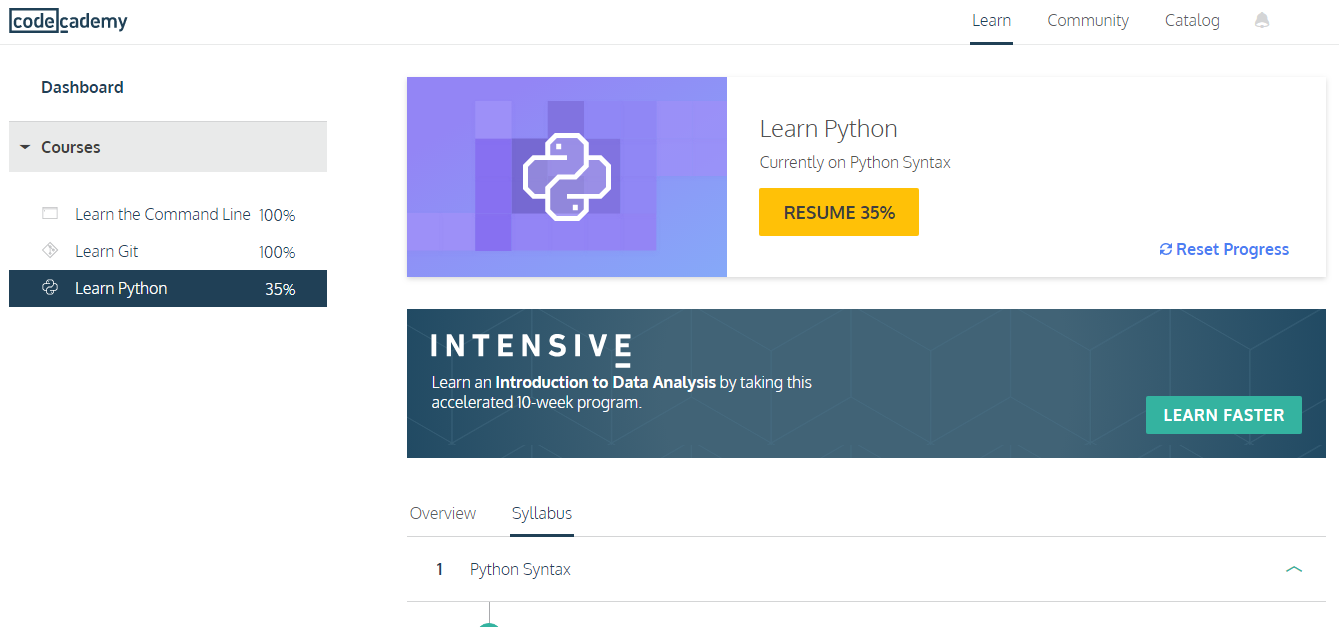 codecademy
Learn Community Catalog
Dashboard
Courses
Learn the Command Line 100%
Learn Git 100%
Learn Python 35%
Learn Python
Currently on Python Syntax
RESUME 35%
Reset Progress
INTENSIVE
Learn an Introduction to Data Analysis by taking this
accelerated 10-week program.
LEARN FASTER
Overview Syllabus
1 Python Syntax